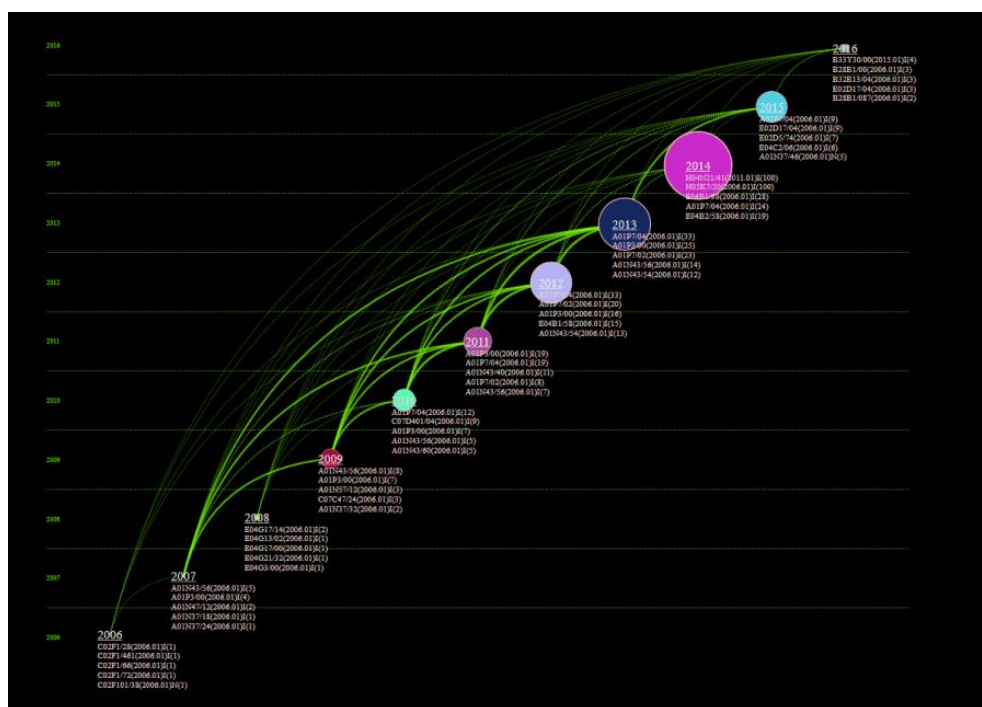 2016
2016
B33Y30/00(2015.01)I(4)
B28B1/00(2006.01)I(3)
B32B13/04(2006.01)I(3)
E02D17/04(2006.01)I(3)
B28B1/087(2006.01)I(2)
2015
2015
E02D17/04(2006.01)I(9)
E02D5/74(2006.01)I(7)
E04C2/06(2006.01)I(6)
A01N37/46(2006.01)N(5)
2014
2014
H04N21/41(2011.01)I(100)
H05K7/20(2006.01)I(100)
A01P7/04(2006.01)I(24)
E04B2/58(2006.01)I(19)
2013
2013
A01P7/04(2006.01)I(33)
A01P3/00(2006.01)I(25)
A01P7/02(2006.01)I(23)
A01N43/56(2006.01)I(14)
A01N43/54(2006.01)I(12)
2012
2012
A01P7/02(2006.01)I(20)
A01P3/00(2006.01)I(16)
E04B1/58(2006.01)I(15)
A01N43/54(2006.01)I(13)
2011
2011
A01P3/00(2006.01)I(19)
A01P7/04(2006.01)I(19)
A01N43/40(2006.01)I(11)
A01P7/02(2006.01)I(8)
A01N43/56(2006.01)I(7)
2010
2010
A01P7/04(2006.01)I(12)
C07D401/04(2006.01)I(9)
A01P3/00(2006.01)I(7)
A01N43/56(2006.01)I(5)
A01N43/60(2006.01)I(5)
2009
2009
A01N43/56(2006.01)I(8)
A01P3/00(2006.01)I(7)
A01N57/12(2006.01)I(3)
C07C47/24(2006.01)I(3)
A01N37/32(2006.01)I(2)
2008
2008
E04G17/14(2006.01)I(2)
E04G13/02(2006.01)I(1)
E04G17/00(2006.01)I(1)
E04G21/32(2006.01)I(1)
E04G3/00(2006.01)I(1)
2007
2007
A01N43/56(2006.01)I(5)
A01P3/00(2006.01)I(4)
A01N47/12(2006.01)I(2)
A01N37/18(2006.01)I(1)
A01N37/24(2006.01)I(1)
2006
2006
C02F1/28(2006.01)I(1)
C02F1/461(2006.01)I(1)
C02F1/66(2006.01)I(1)
C02F1/72(2006.01)I(1)
C02F101/38(2006.01)N(1)